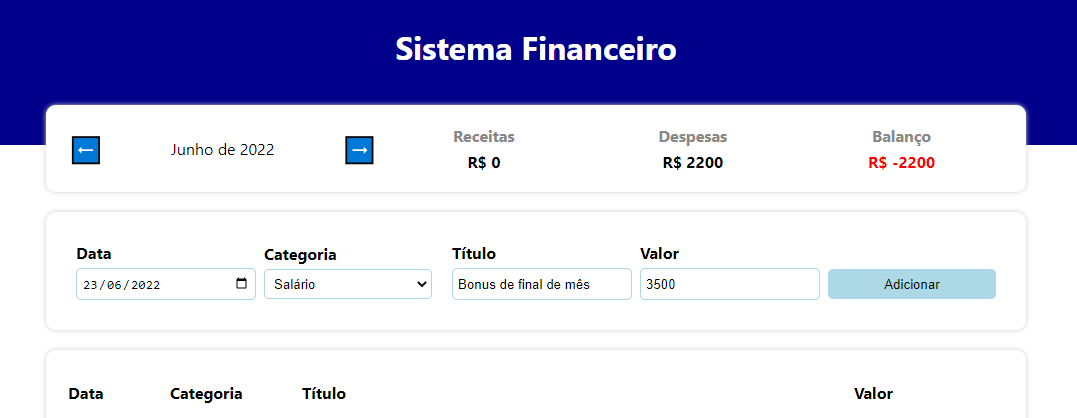 Sistema Financeiro
← Junho de 2022 →
Receitas Despesas Balanço
R$ 0 R$ 2200 R$ -2200
Data Categoria Título Valor
23/06/2022 Salário Bonus de final de mês 3500 Adicionar
Data Categoria Título Valor